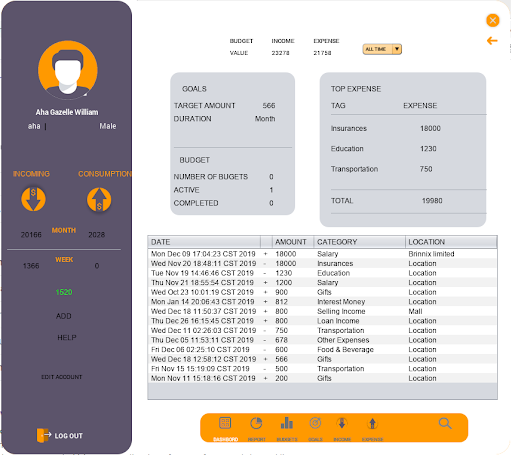 Aha Gazelle William
aha | Male
INCOMING CONSUMPTION
$ $
20166 MONTH 2028
1366 WEEK 0
1520
ADD
HELP
EDIT ACCOUNT
LOG OUT
BUDGET INCOME EXPENSE
VALUE 23278 21758
ALL TIME
GOALS
TARGET AMOUNT 566
DURATION Month
BUDGET
NUMBER OF BUGETS 0
ACTIVE 1
COMPLETED 0
TOP EXPENSE
TAG EXPENSE
Insurances 18000
Education 1230
Transportation 750
TOTAL 19980
DATE AMOUNT CATEGORY LOCATION
Mon Dec 09 17:04:23 CST 2019 + 18000 Salary Brinnix limited
Wed Nov 20 18:48:11 CST 2019 - 18000 Insurances Location
Tue Nov 19 14:46:46 CST 2019 - 1230 Education Location
Thu Nov 21 18:55:54 CST 2019 + 1200 Salary Location
Wed Oct 23 10:01:19 CST 2019 + 900 Gifts Location
Mon Jan 14 20:06:43 CST 2019 + 812 Interest Money Location
Wed Dec 18 11:50:37 CST 2019 + 800 Selling Income Mall
Thu Dec 26 16:15:45 CST 2019 + 800 Loan Income Location
Wed Dec 11 02:26:03 CST 2019 - 750 Transportation Location
Thu Dec 05 11:53:11 CST 2019 - 678 Other Expenses Location
Fri Dec 06 02:25:10 CST 2019 - 600 Food & Beverage Location
Wed Dec 18 12:58:12 CST 2019 + 566 Gifts Location
Fri Nov 15 15:19:09 CST 2019 - 500 Transportation Location
Mon Nov 11 15:18:16 CST 2019 + 200 Gifts Location
DASHBORD REPORT BUDGETS GOALS INCOME EXPENSE